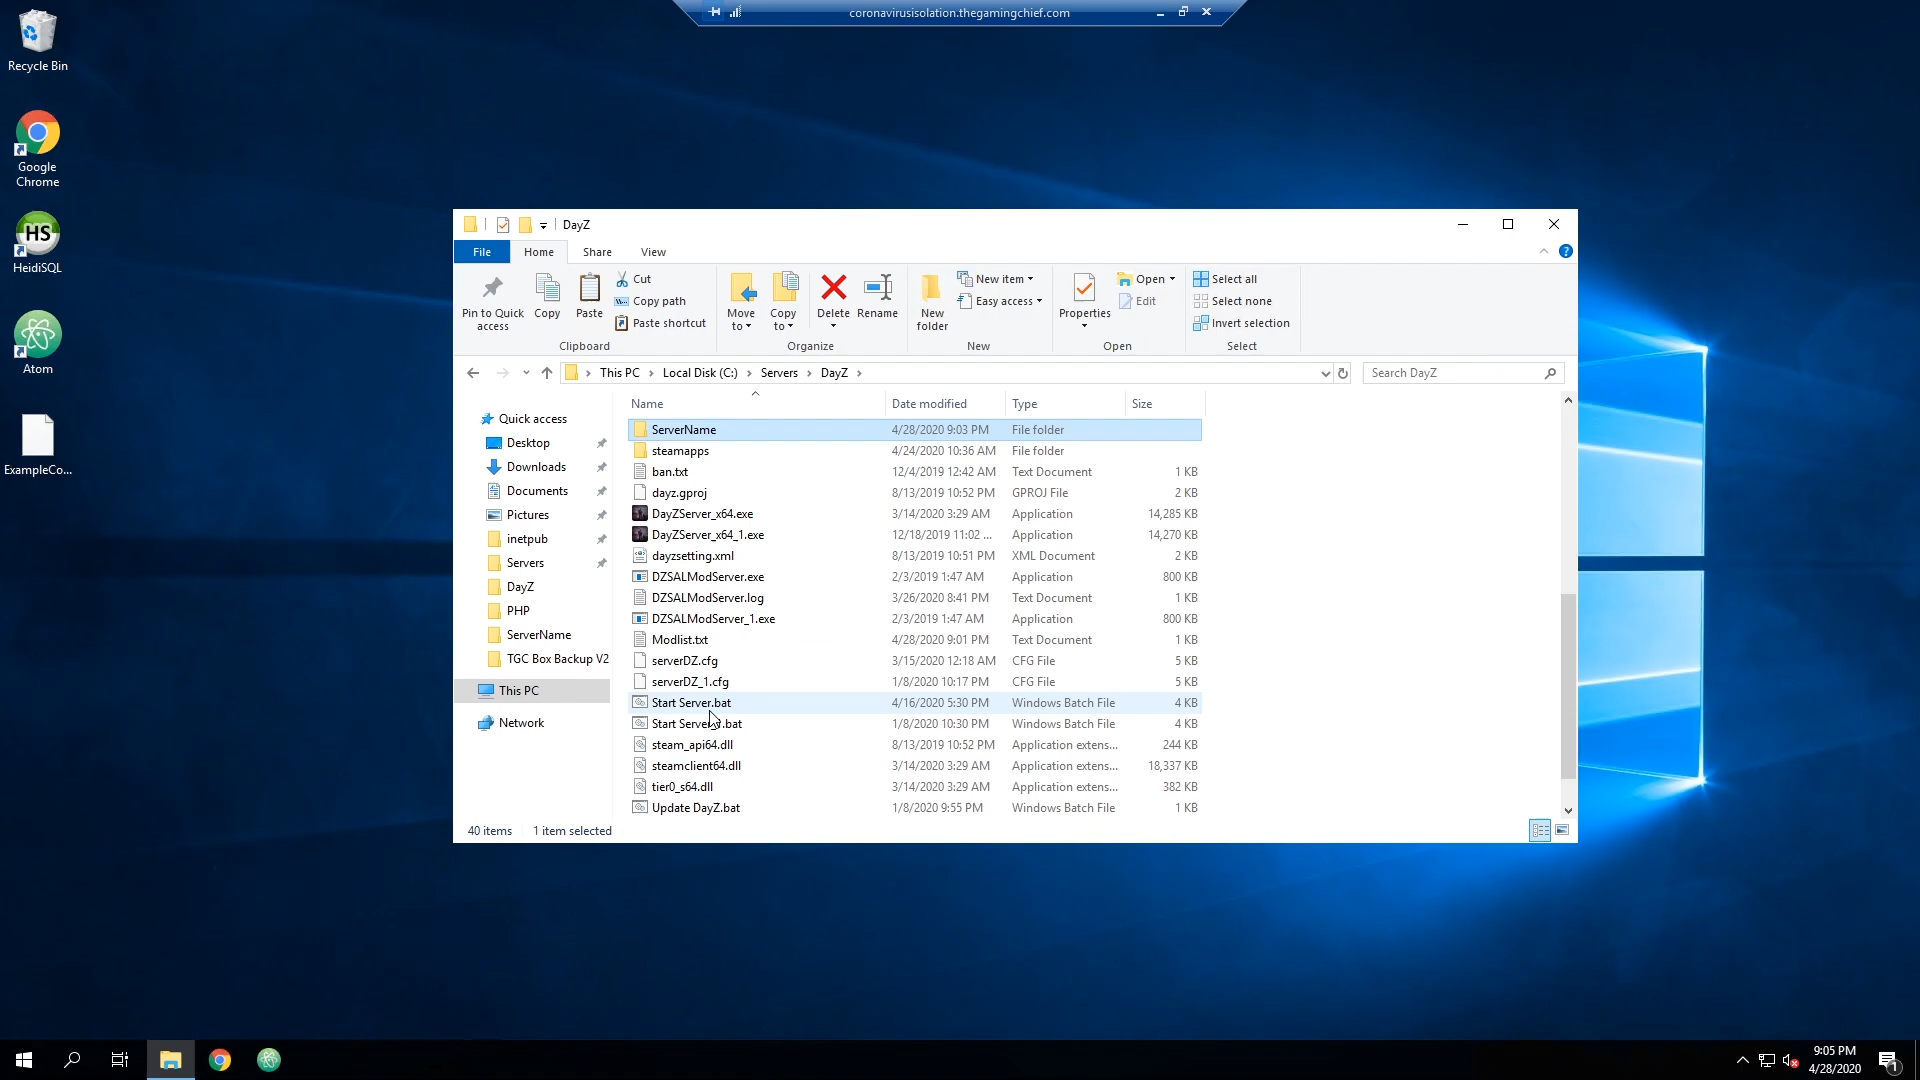 coronavirusisolation.thegamingchief.com
Recycle Bin
Google
Chrome
HS
HeidiSQL
Atom
ExampleCo...
DayZ
File Home Share View
Pin to Quick
access
Copy
Paste
Cut
Copy path
Paste shortcut
Clipboard
Move
to
Copy
to
Delete
Rename
Organize
New
folder
New item
Easy access
New
Properties
Open
Edit
Open
Select all
Select none
Invert selection
Select
This PC > Local Disk (C:) > Servers > DayZ >
Search DayZ
Quick access
Desktop
Downloads
Documents
Pictures
inetpub
Servers
DayZ
PHP
ServerName
TGC Box Backup V2
This PC
Network
Name Date modified Type Size
ServerName 4/28/2020 9:03 PM File folder
steamapps 4/24/2020 10:36 AM File folder
ban.txt 12/4/2019 12:42 AM Text Document 1 KB
dayz.gproj 8/13/2019 10:52 PM GPROJ File 2 KB
DayZServer_x64.exe 3/14/2020 3:29 AM Application 14,285 KB
DayZServer_x64_1.exe 12/18/2019 11:02 ... Application 14,270 KB
dayzsetting.xml 8/13/2019 10:51 PM XML Document 2 KB
DZSALModServer.exe 2/3/2019 1:47 AM Application 800 KB
DZSALModServer.log 3/26/2020 8:41 PM Text Document 1 KB
DZSALModServer_1.exe 2/3/2019 1:47 AM Application 800 KB
Modlist.txt 4/28/2020 9:01 PM Text Document 1 KB
serverDZ.cfg 3/15/2020 12:18 AM CFG File 5 KB
serverDZ_1.cfg 1/8/2020 10:17 PM CFG File 5 KB
Start Server.bat 4/16/2020 5:30 PM Windows Batch File 4 KB
Start .bat 1/8/2020 10:30 PM Windows Batch File 4 KB
steam_api64.dll 8/13/2019 10:52 PM Application extens... 244 KB
steamclient64.dll 3/14/2020 3:29 AM Application extens... 18,337 KB
tier0_s64.dll 3/14/2020 3:29 AM Application extens... 382 KB
Update DayZ.bat 1/8/2020 9:55 PM Windows Batch File 1 KB
40 items 1 item selected
9:05 PM
4/28/2020
1